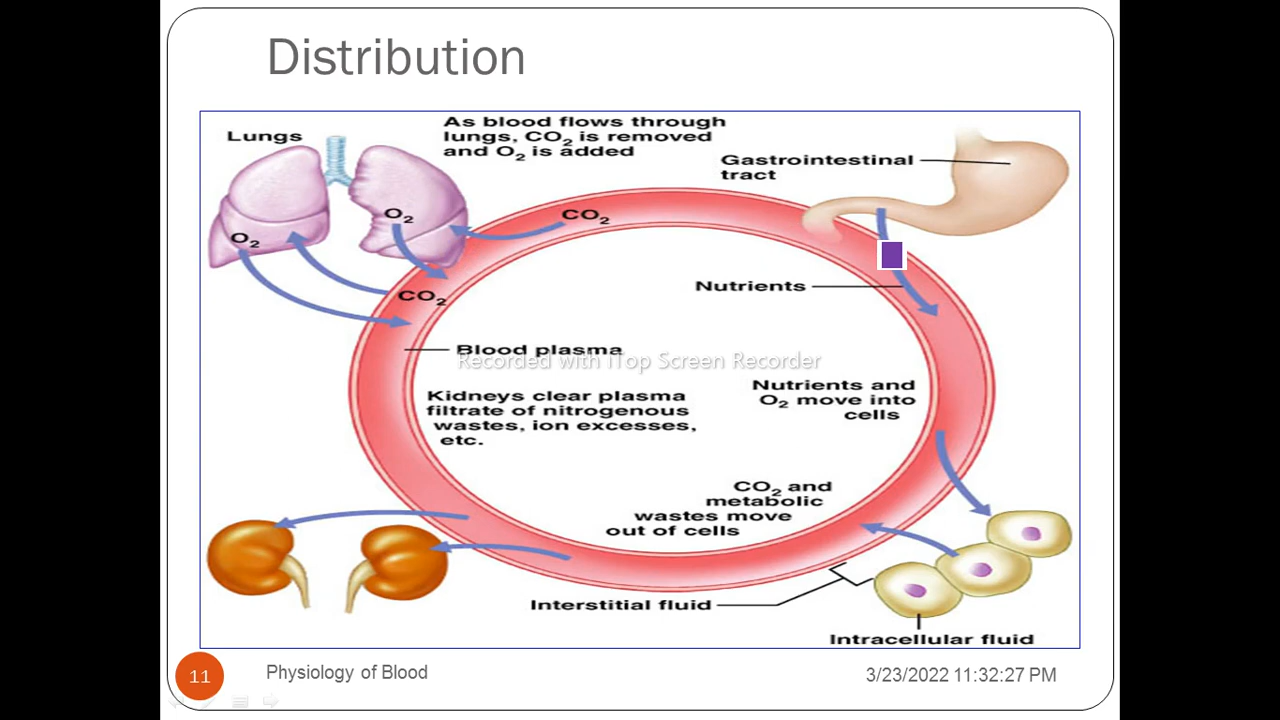 Distribution
Lungs
As blood flows through
lungs, CO₂ is removed
and O₂ is added
Gastrointestinal
tract
O₂
CO₂
O₂
CO₂
Nutrients
Blood plasma
Recorded with iTop Screen Recorder
Kidneys clear plasma
filtrate of nitrogenous
wastes, ion excesses,
etc.
Nutrients and
O₂ move into
cells
CO₂ and
metabolic
wastes move
out of cells
Interstitial fluid
Intracellular fluid
11
Physiology of Blood
3/23/2022 11:32:27 PM